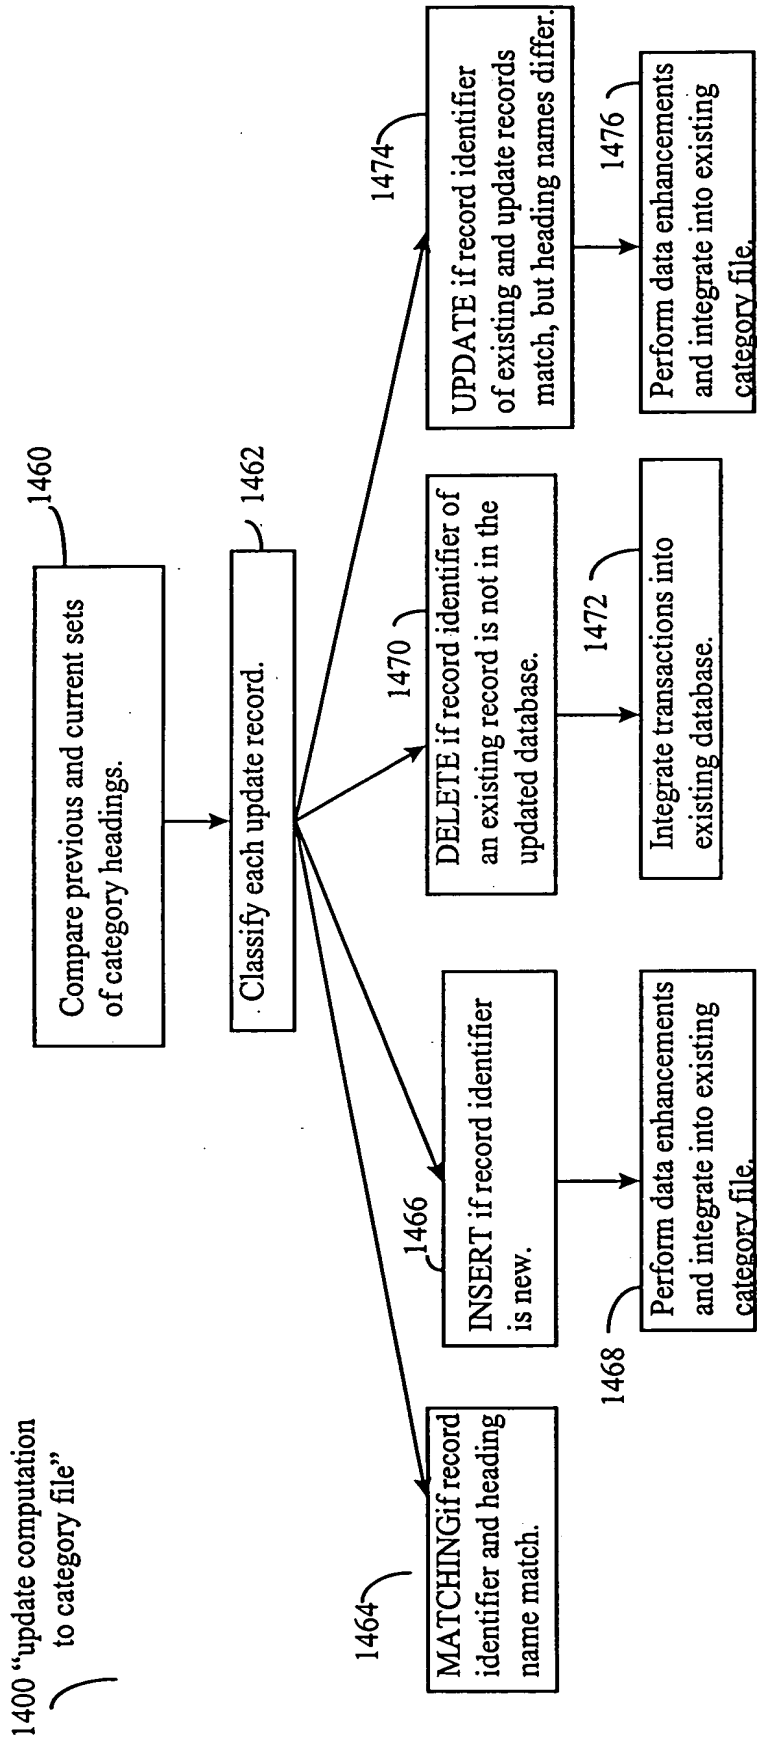 1400 “update computation
to category file”
1460
Compare previous and current sets
of category headings.
1462
Classify each update record.
1464
MATCHINGif record
identifier and heading
name match.
1466
INSERT if record identifier
is new.
1468
Perform data enhancements
and integrate into existing
category file.
1470
DELETE if record identifier of
an existing record is not in the
updated database.
1472
Integrate transactions into
existing database.
1474
UPDATE if record identifier
of existing and update records
match, but heading names differ.
1476
Perform data enhancements
and integrate into existing
category file.